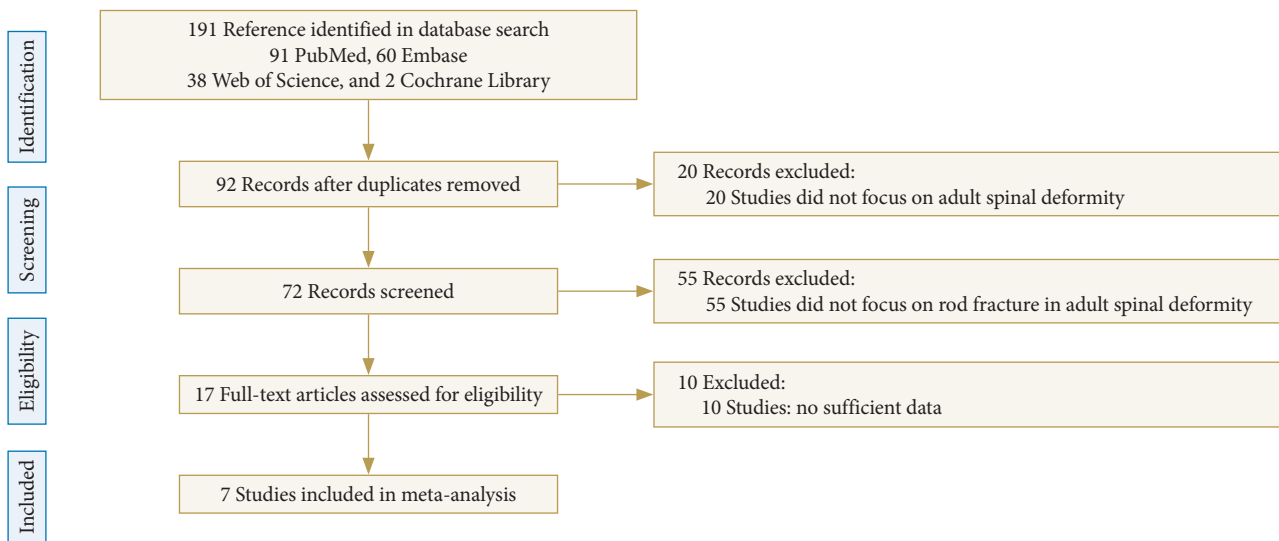 Identification
191 Reference identified in database search
91 PubMed, 60 Embase
38 Web of Science, and 2 Cochrane Library
92 Records after duplicates removed
20 Records excluded:
20 Studies did not focus on adult spinal deformity
Screening
72 Records screened
55 Records excluded:
55 Studies did not focus on rod fracture in adult spinal deformity
Eligibility
17 Full-text articles assessed for eligibility
10 Excluded:
10 Studies: no sufficient data
Included
7 Studies included in meta-analysis